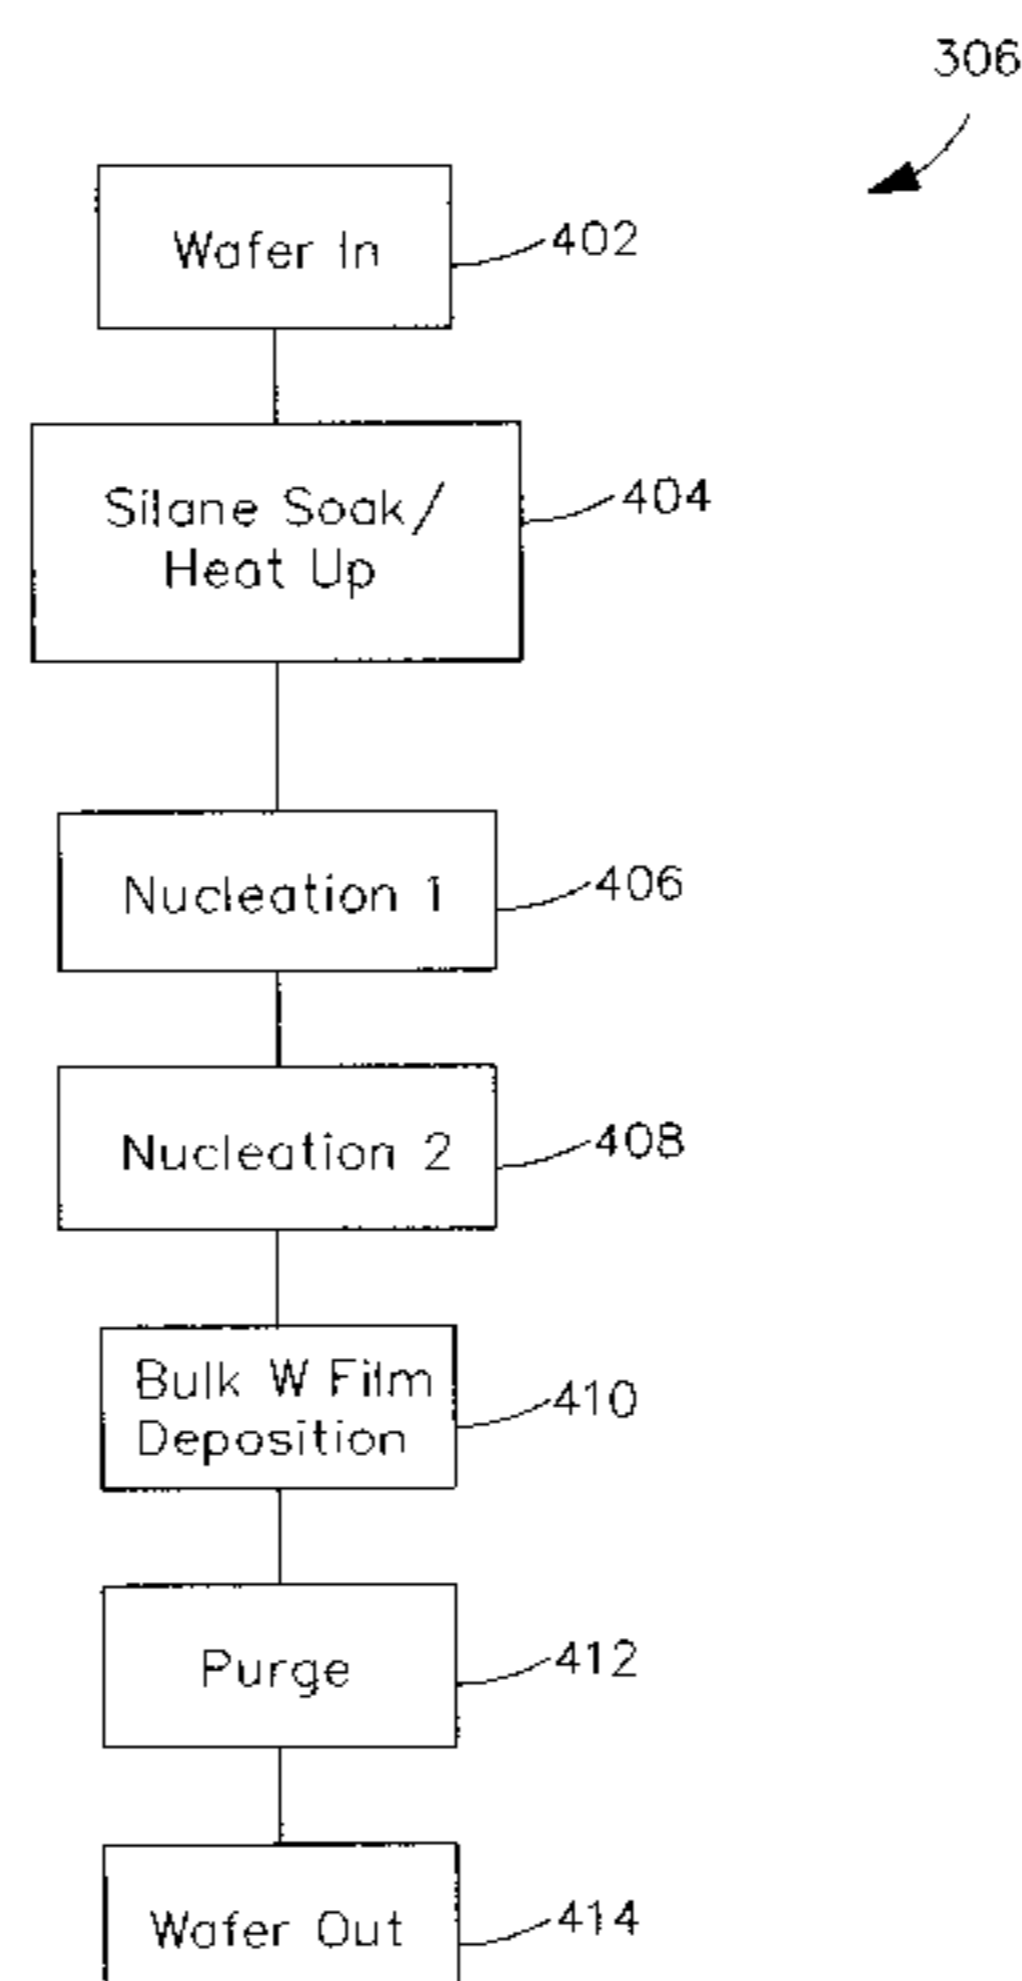 306
Wafer In
402
Silane Soak/
Heat Up
404
Nucleation 1
406
Nucleation 2
408
Bulk W Film
Deposition
410
Purge
412
Wafer Out
414